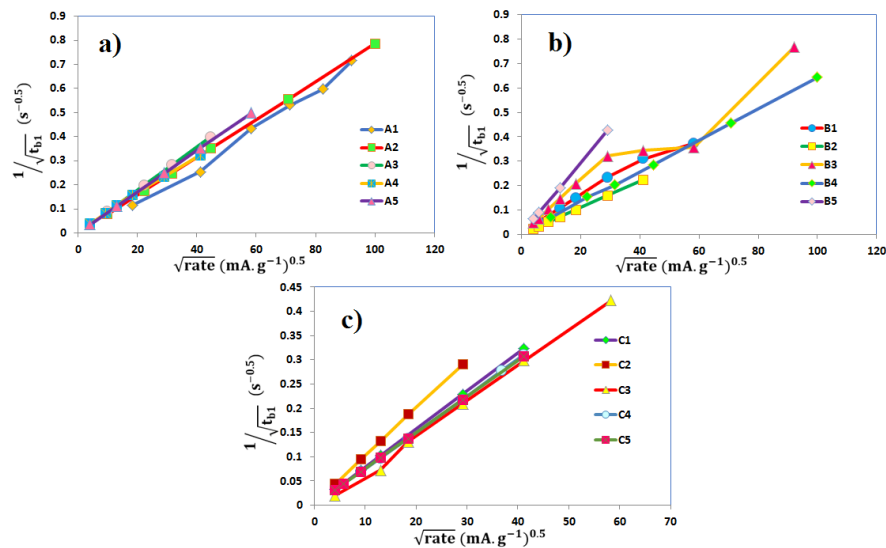 a)
1/√t_b1 (s^−0.5)
0.9
0.8
0.7
0.6
0.5
0.4
0.3
0.2
0.1
0
0 20 40 60 80 100 120
√rate (mA. g^−1)^0.5
A1
A2
A3
A4
A5
b)
1/√t_b1 (s^−0.5)
0.9
0.8
0.7
0.6
0.5
0.4
0.3
0.2
0.1
0
0 20 40 60 80 100 120
√rate (mA. g^−1)^0.5
B1
B2
B3
B4
B5
c)
1/√t_b1 (s^−0.5)
0.45
0.4
0.35
0.3
0.25
0.2
0.15
0.1
0.05
0
0 10 20 30 40 50 60 70
√rate (mA. g^−1)^0.5
C1
C2
C3
C4
C5